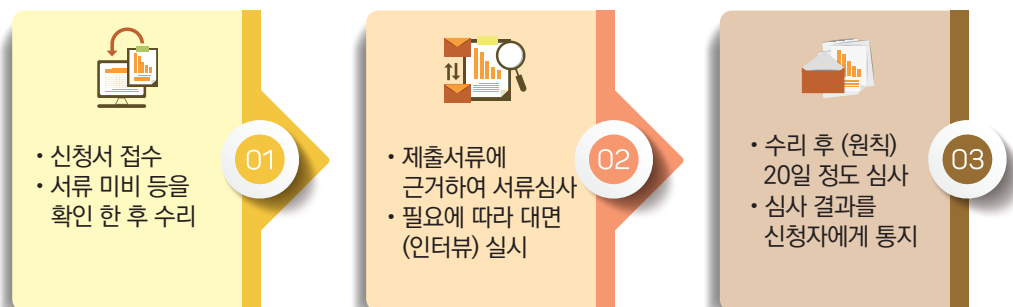 • 신청서 접수
• 서류 미비 등을
확인 한 후 수리
01
• 제출서류에
근거하여 서류심사
• 필요에 따라 대면
(인터뷰) 실시
02
• 수리 후 (원칙)
20일 정도 심사
• 심사 결과를
신청자에게 통지
03